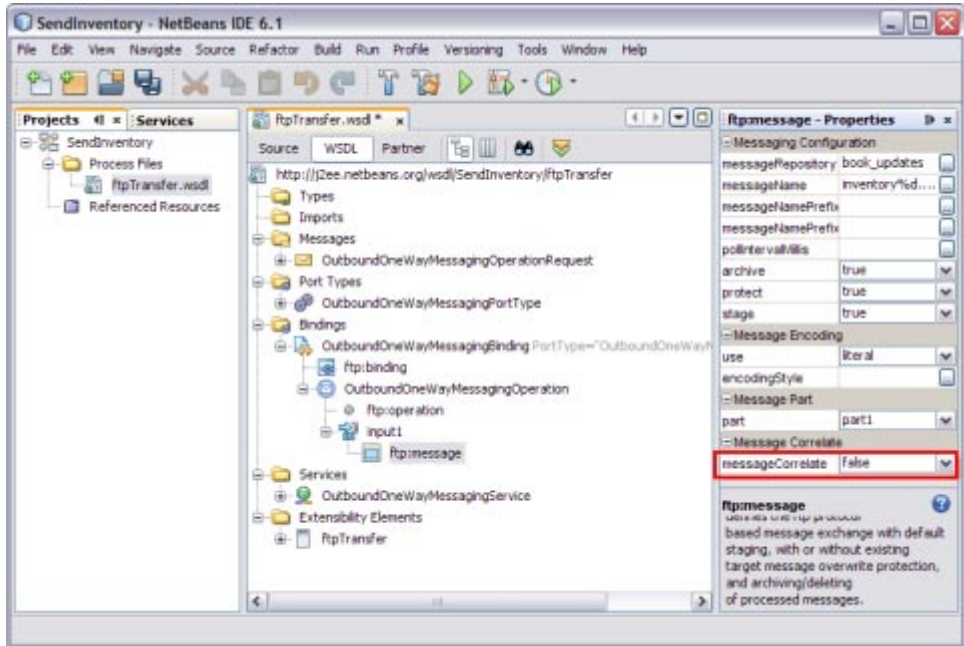 SendInventory - NetBeans IDE 6.1
File Edit View Navigate Source Refactor Build Run Profile Versioning Tools Window Help
Projects
Services
SendInventory
Process Files
ftpTransfer.wsdl
Referenced Resources
ftpTransfer.wsdl *
Source WSDL Partner
http://j2ee.netbeans.org/wsdl/SendInventory/ftpTransfer
Types
Imports
Messages
OutboundOneWayMessagingOperationRequest
Port Types
OutboundOneWayMessagingPortType
Bindings
OutboundOneWayMessagingBinding PortType="OutboundOneWayM
ftp:binding
OutboundOneWayMessagingOperation
ftp:operation
input1
ftp:message
Services
OutboundOneWayMessagingService
Extensibility Elements
ftpTransfer
ftp:message - Properties
Messaging Configuration
messageRepository book_updates ...
messageName inventory%d.... ...
messageNamePrefix ...
messageNamePrefix ...
pollIntervalMillis ...
archive true
protect true
stage true
Message Encoding
use literal
encodingStyle ...
Message Part
part part1
Message Correlate
messageCorrelate false
ftp:message
defines the ftp protocol
based message exchange with default
staging, with or without existing
target message overwrite protection,
and archiving/deleting
of processed messages.